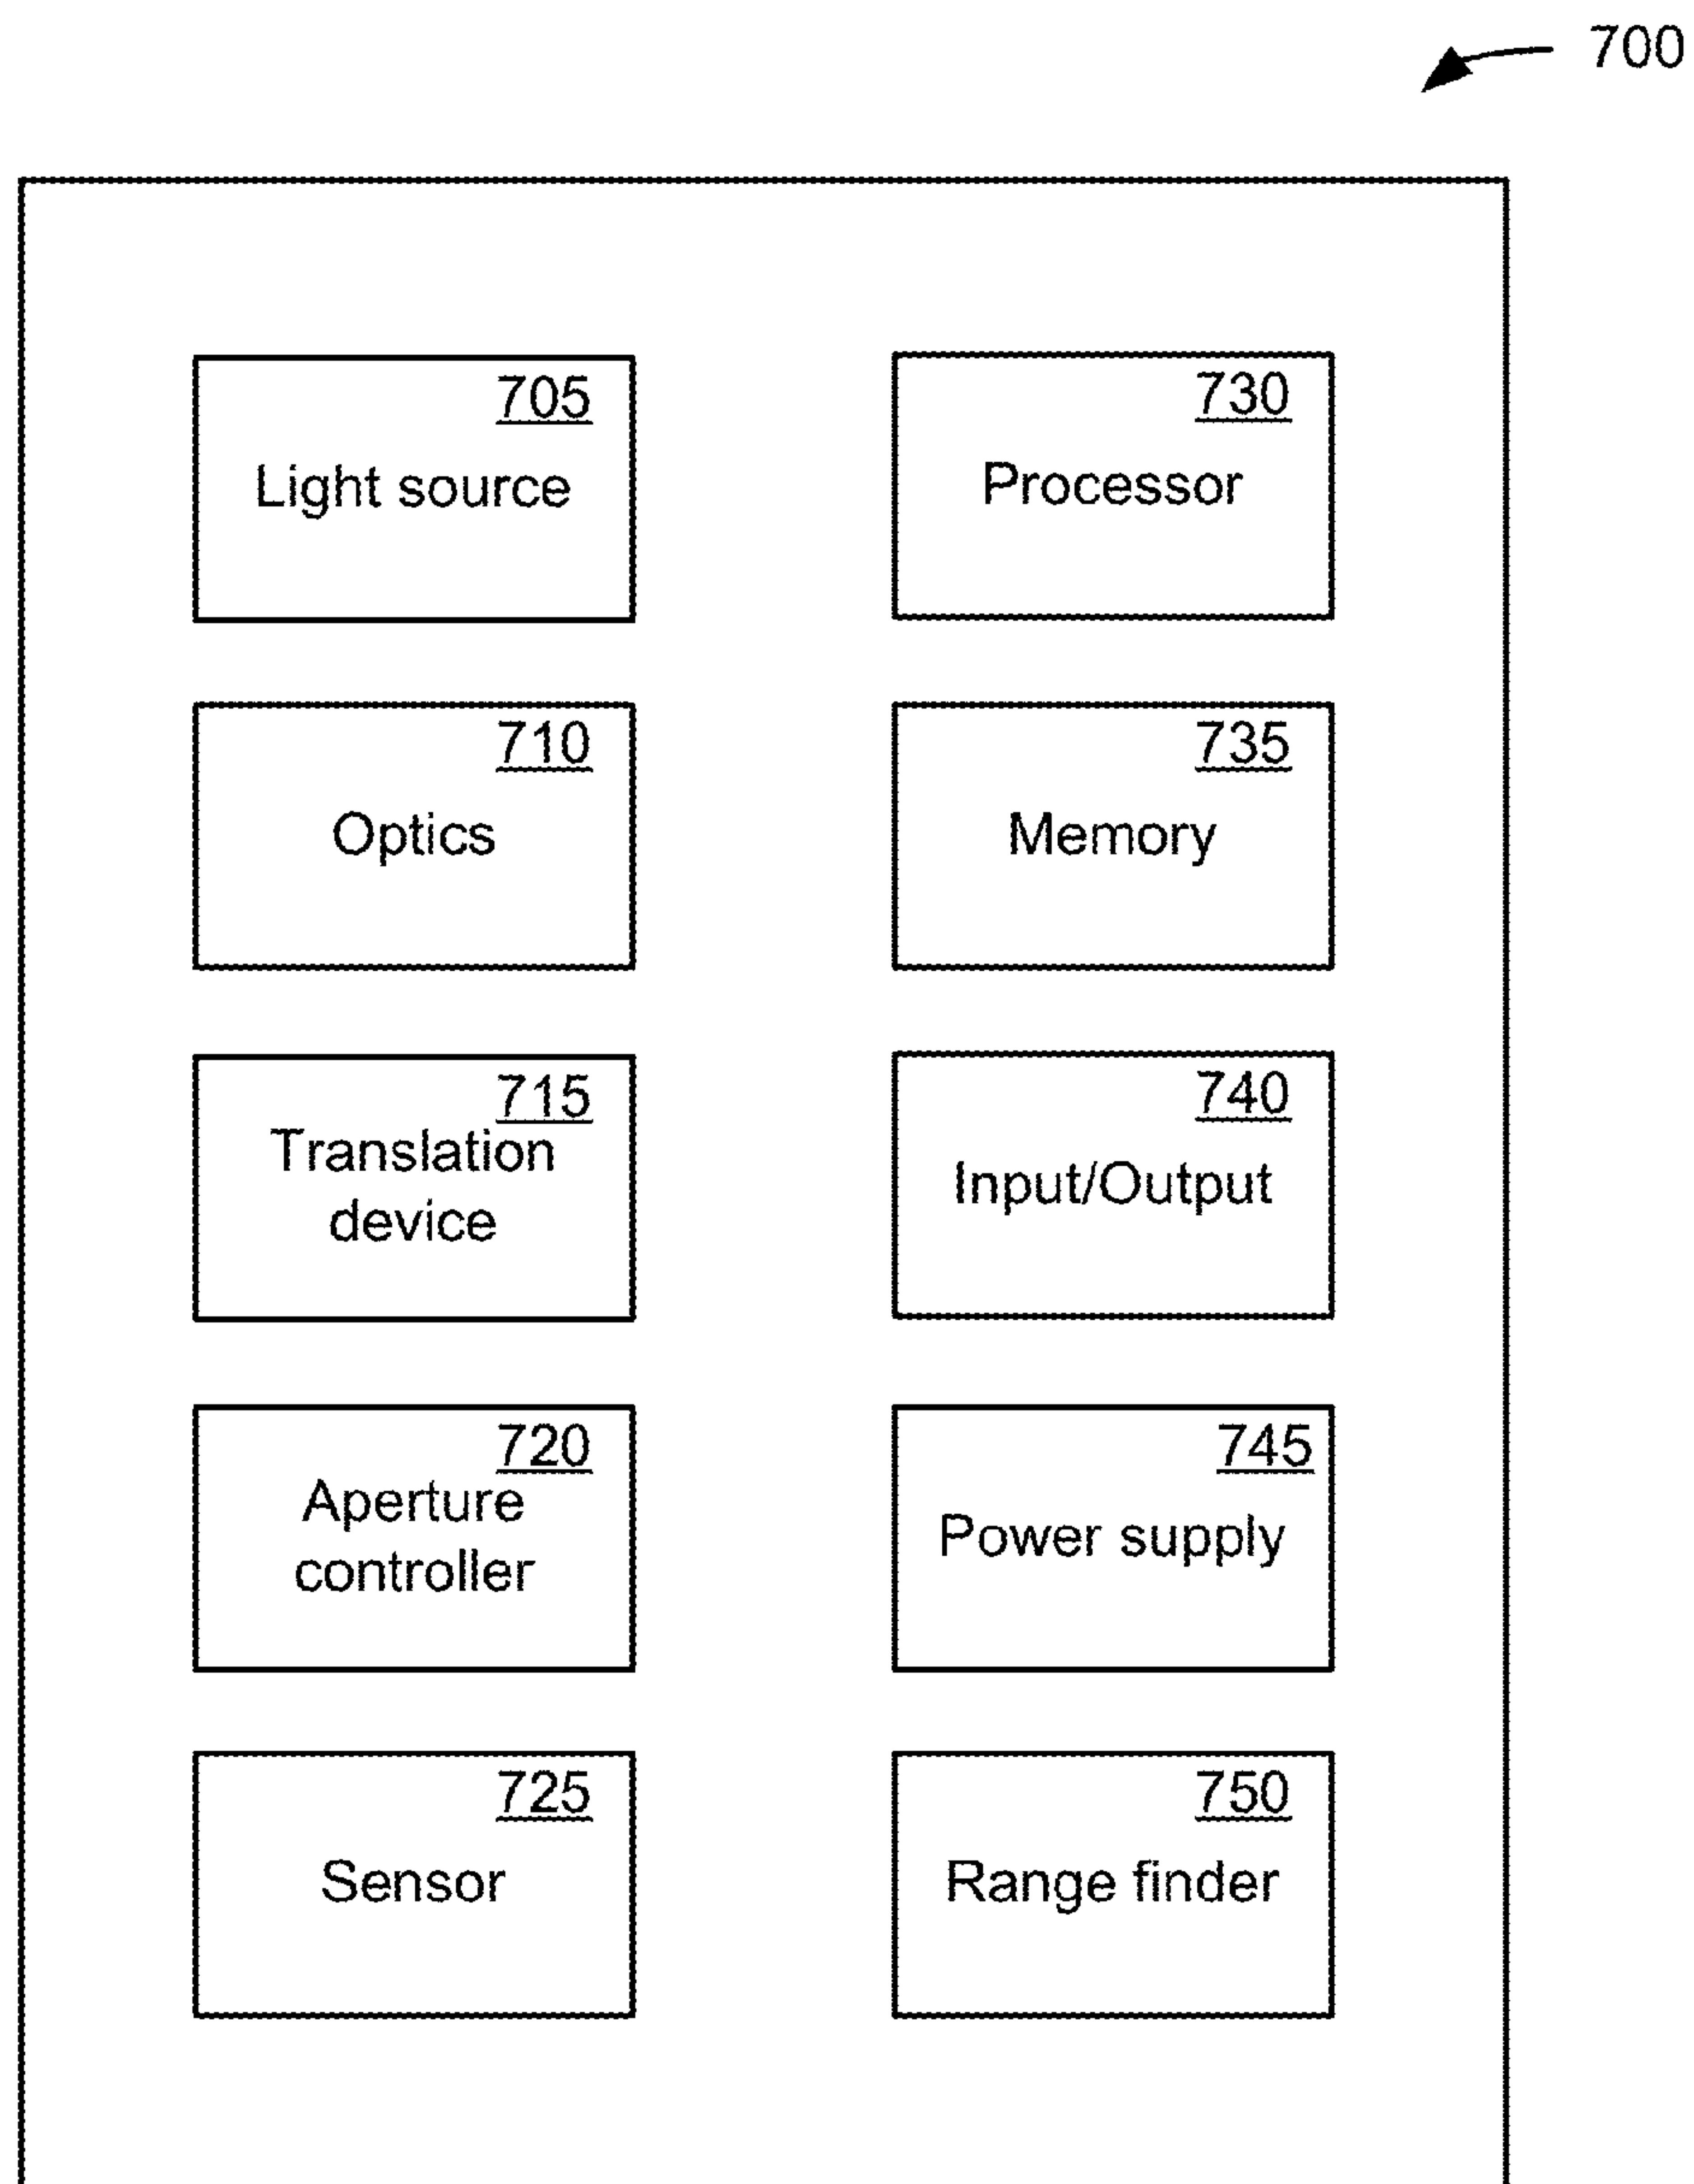 700
705
Light source
730
Processor
710
Optics
735
Memory
715
Translation
device
740
Input/Output
720
Aperture
controller
745
Power supply
725
Sensor
750
Range finder